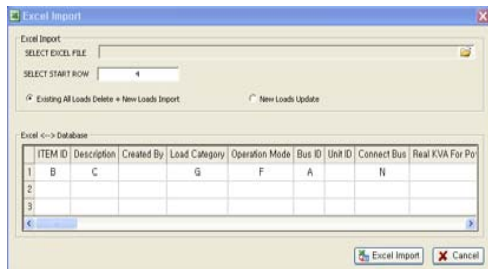 Excel Import
Excel Import
SELECT EXCEL FILE
SELECT START ROW 4
Existing All Loads Delete + New Loads Import New Loads Update
Excel <--> Database
ITEM ID Description Created By Load Category Operation Mode Bus ID Unit ID Connect Bus Real KVA For Po
1 B C G F A N
2
3
Excel Import Cancel